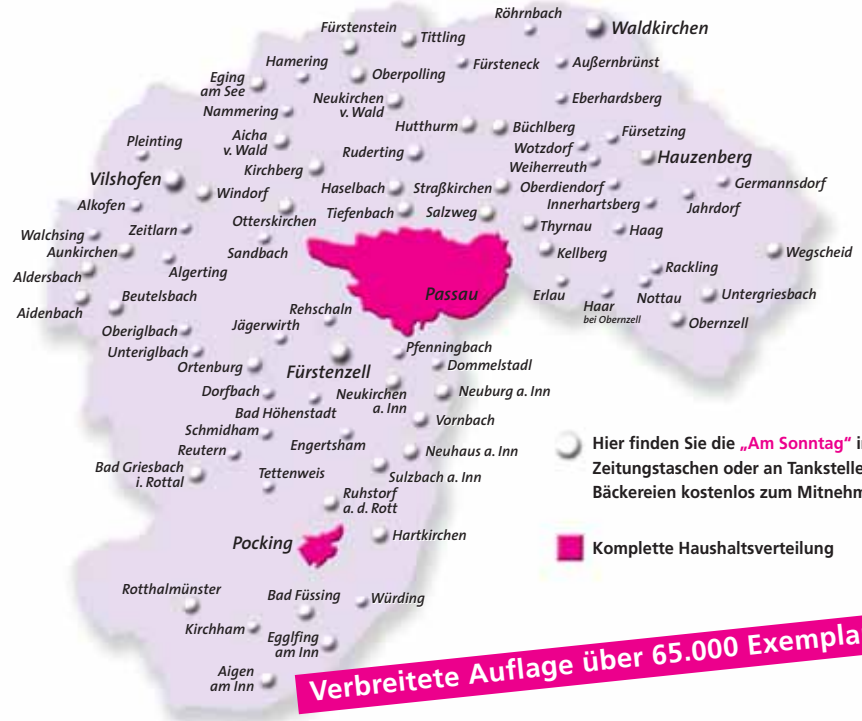 Röhrnbach
Waldkirchen
Fürstenstein
Tittling
Hamering
Oberpolling
Fürsteneck
Außernbrünst
Eging
am See
Neukirchen
v. Wald
Eberhardsberg
Nammering
Hutthurm
Büchlberg
Fürsetzing
Aicha
v. Wald
Pleinting
Ruderting
Wotzdorf
Hauzenberg
Weiherreuth
Kirchberg
Vilshofen
Windorf
Haselbach
Straßkirchen
Oberdiendorf
Germannsdorf
Alkofen
Innerhartsberg
Jahrdorf
Otterskirchen
Tiefenbach
Salzweg
Walchsing
Zeitlarn
Thyrnau
Haag
Aunkirchen
Sandbach
Kellberg
Wegscheid
Aldersbach
Algerting
Rackling
Passau
Erlau
Nottau
Untergriesbach
Aidenbach
Beutelsbach
Haar
bei Obernzell
Rehschaln
Obernzell
Jägerwirth
Oberiglbach
Unteriglbach
Pfenningbach
Ortenburg
Fürstenzell
Dommelstadl
Dorfbach
Neukirchen
a. Inn
Neuburg a. Inn
Bad Höhenstadt
Vornbach
Schmidham
Engertsham
Reutern
Neuhaus a. Inn
Bad Griesbach
i. Rottal
Tettenweis
Sulzbach a. Inn
Ruhstorf
a. d. Rott
Hier finden Sie die „Am Sonntag“
Zeitungstaschen oder an
Bäckereien kostenlos zum
Pocking
Hartkirchen
Komplette Haushaltsverteilung
Rotthalmünster
Bad Füssing
Würding
Kirchham
Egglfing
am Inn
Aigen
am Inn
Verbreitete Auflage über 65.000